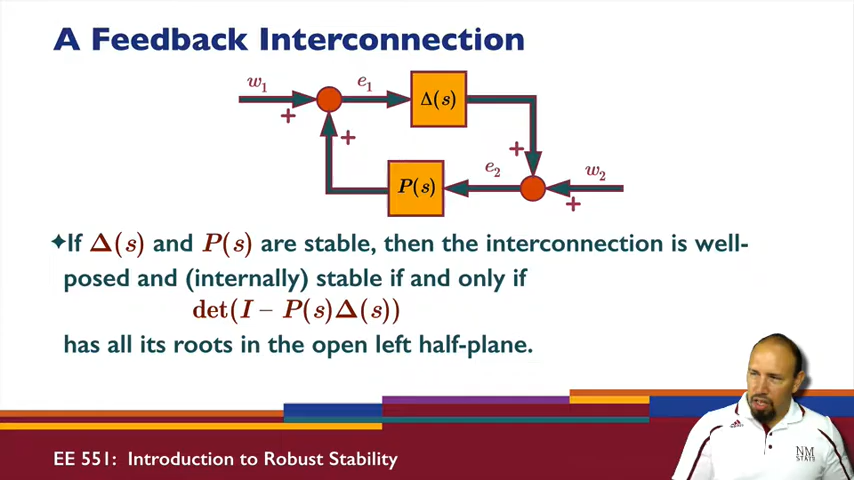 A Feedback Interconnection
w₁
e₁
Δ(s)
+
+
+
e₂
w₂
P(s)
+
✦If Δ(s) and P(s) are stable, then the interconnection is well-
posed and (internally) stable if and only if
det(I − P(s)Δ(s))
has all its roots in the open left half-plane.
NM
STATE
EE 551: Introduction to Robust Stability